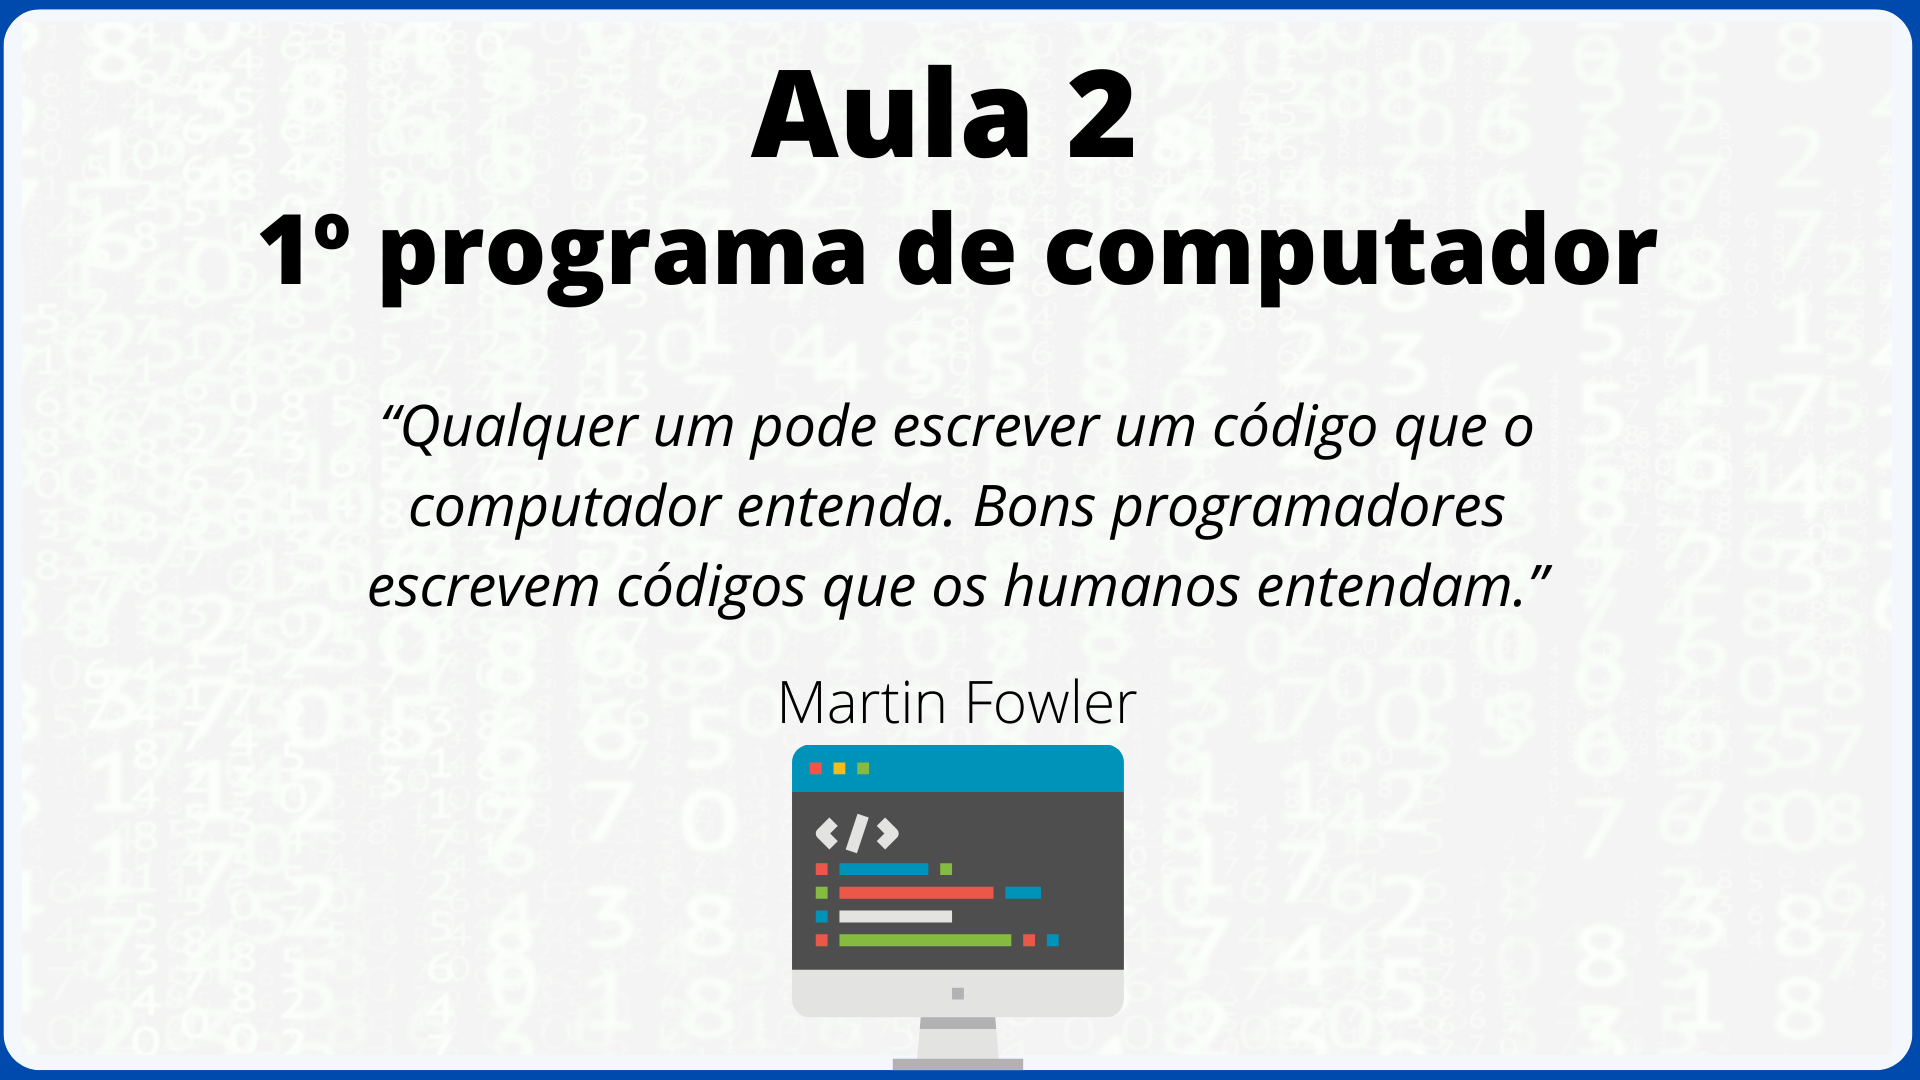 Aula 2
1º programa de computador
“Qualquer um pode escrever um código que o
computador entenda. Bons programadores
escrevem códigos que os humanos entendam.”
Martin Fowler
</>